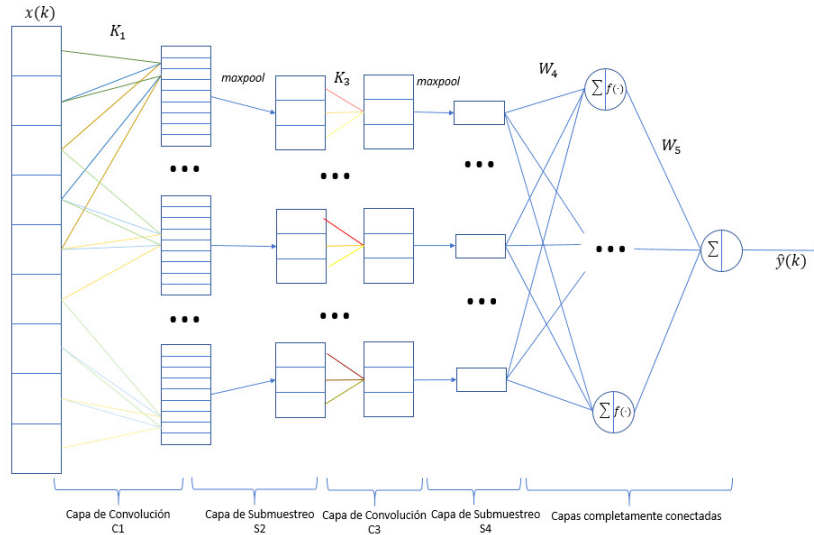 x(k)
K₁
maxpool
K₃
maxpool
W₄
∑ f(·)
W₅
•••
•••
•••
•••
∑
ŷ(k)
•••
•••
•••
∑ f(·)
Capa de Convolución
C1
Capa de Submuestreo
S2
Capa de Convolución
C3
Capa de Submuestreo
S4
Capas completamente conectadas